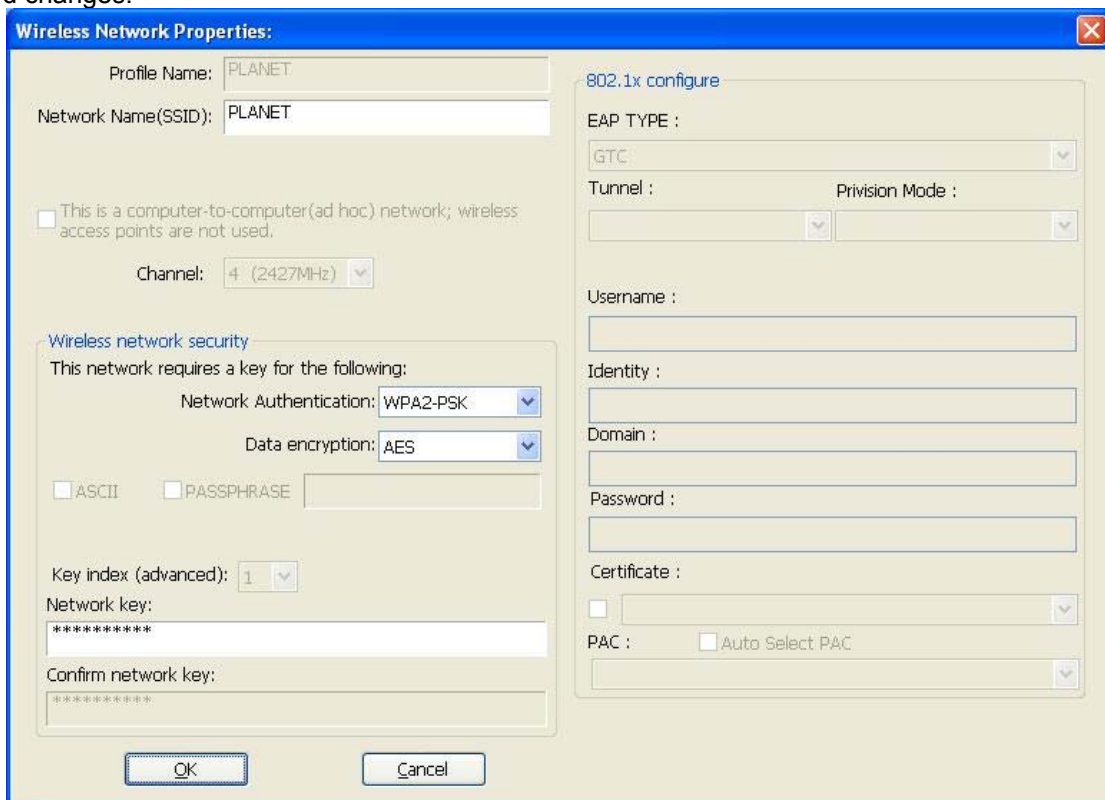 d changes.
Wireless Network Properties:
Profile Name: PLANET
Network Name(SSID): PLANET
This is a computer-to-computer(ad hoc) network; wireless
access points are not used.
Channel: 4 (2427MHz)
Wireless network security
This network requires a key for the following:
Network Authentication: WPA2-PSK
Data encryption: AES
ASCII PASSPHRASE
Key index (advanced): 1
Network key:
**********
Confirm network key:
**********
OK Cancel
802.1x configure
EAP TYPE :
GTC
Tunnel : Privision Mode :
Username :
Identity :
Domain :
Password :
Certificate :
PAC : Auto Select PAC